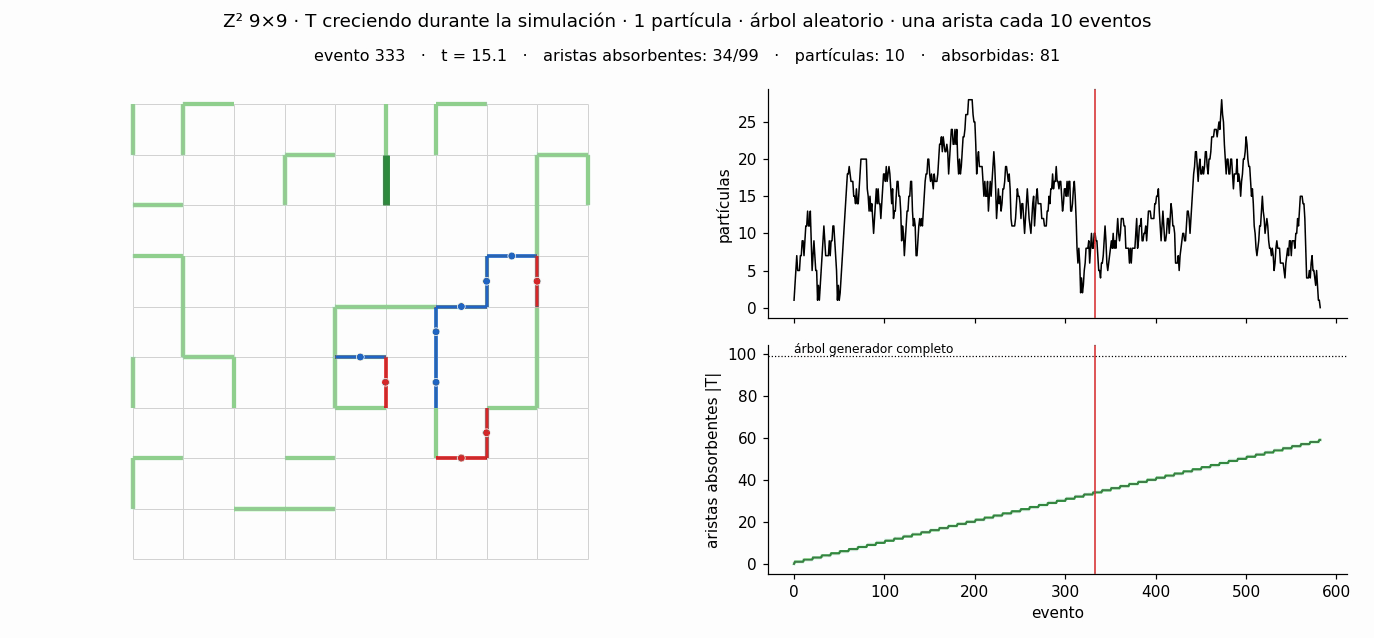 Z² 9×9 · T creciendo durante la simulación · 1 partícula · árbol aleatorio · una arista cada 10 eventos
evento 333 · t = 15.1 · aristas absorbentes: 34/99 · partículas: 10 · absorbidas: 81
partículas
25
20
15
10
5
0
árbol generador completo
aristas absorbentes |T|
100
80
60
40
20
0
0 100 200 300 400 500 600
evento